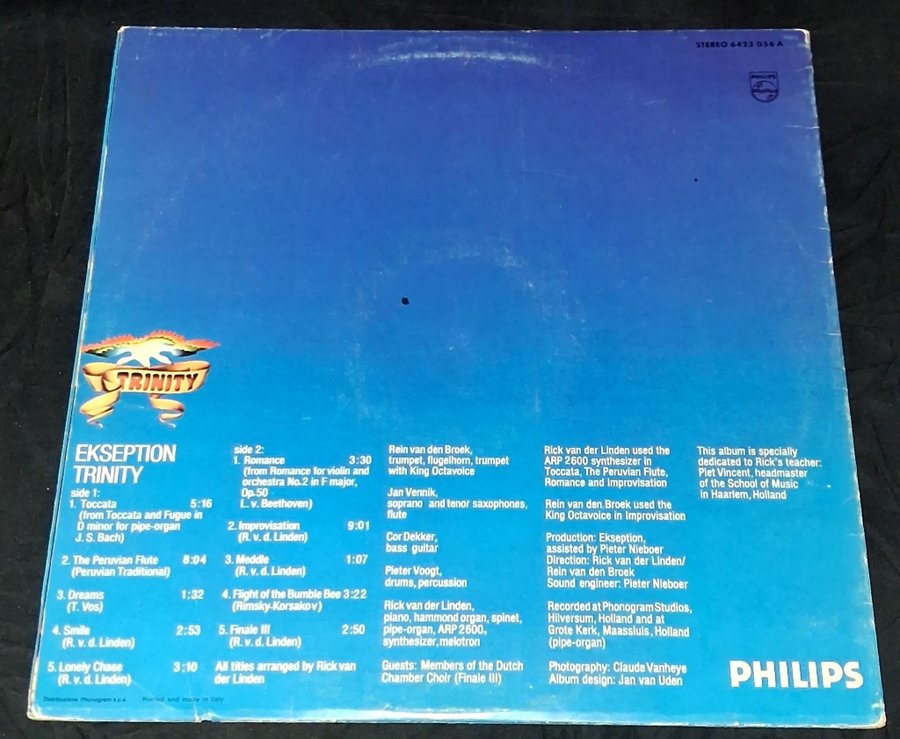 STEREO 6423 056 A
PHILIPS
TRINITY
EKSEPTION
TRINITY
side 1:
1. Toccata 5:16
(from Toccata and Fugue in
D minor for pipe-organ
J. S. Bach)
2. The Peruvian Flute 8:04
(Peruvian Traditional)
3. Dreams 1:32
(T. Vos)
4. Smile 2:53
(R. v. d. Linden)
5. Lonely Chase 3:10
(R. v. d. Linden)
side 2:
1. Romance 3:30
(from Romance for violin and
orchestra No.2 in F major,
Op.50
L. v. Beethoven)
2. Improvisation 9:01
(R. v. d. Linden)
3. Meddle 1:07
(R. v. d. Linden)
4. Flight of the Bumble Bee 3:22
(Rimsky-Korsakov)
5. Finale III 2:50
(R. v. d. Linden)
All titles arranged by Rick van
der Linden
Rein van den Broek,
trumpet, flugelhorn, trumpet
with King Octavoice
Jan Vennik,
soprano and tenor saxophones,
flute
Cor Dekker,
bass guitar
Pieter Voogt,
drums, percussion
Rick van der Linden,
piano, hammond organ, spinet,
pipe-organ, ARP 2600,
synthesizer, melotron
Guests: Members of the Dutch
Chamber Choir (Finale III)
Rick van der Linden used the
ARP 2600 synthesizer in
Toccata, The Peruvian Flute,
Romance and Improvisation
Rein van den Broek used the
King Octavoice in Improvisation
Production: Ekseption,
assisted by Pieter Nieboer
Direction: Rick van der Linden/
Rein van den Broek
Sound engineer: Pieter Nieboer
Recorded at Phonogram Studios,
Hilversum, Holland and at
Grote Kerk, Maassluis, Holland
(pipe-organ)
Photography: Claude Vanheye
Album design: Jan van Uden
This album is specially
dedicated to Rick's teacher:
Piet Vincent, headmaster
of the School of Music
in Haarlem, Holland
PHILIPS
Distribuzione Phonogram s.p.a. Printed and made in Italy